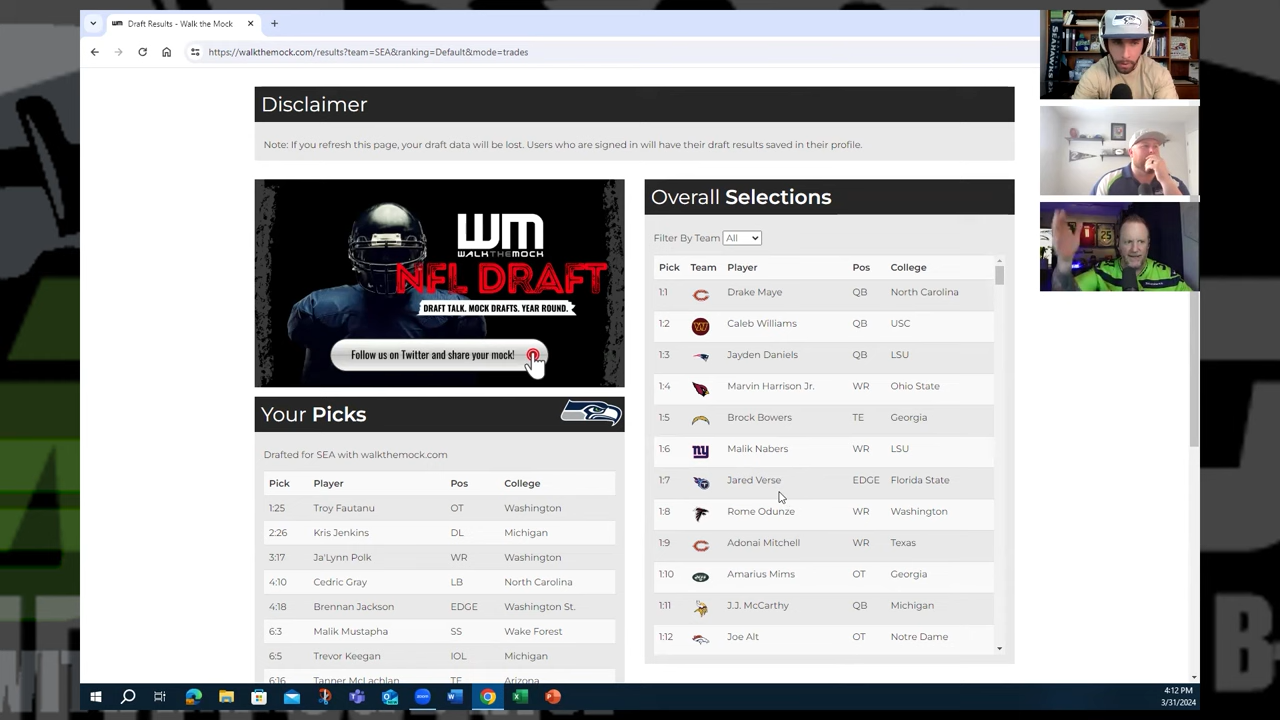 Draft Results - Walk the Mock
https://walkthemock.com/results?team=SEA&ranking=Default&mode=trades
Disclaimer
Note: If you refresh this page, your draft data will be lost. Users who are signed in will have their draft results saved in their profile.
WM
WALKTHEMOCK
NFL DRAFT
DRAFT TALK. MOCK DRAFTS. YEAR ROUND.
Follow us on Twitter and share your mock!
Your Picks
Drafted for SEA with walkthemock.com
Pick Player Pos College
1:25 Troy Fautanu OT Washington
2:26 Kris Jenkins DL Michigan
3:17 Ja'Lynn Polk WR Washington
4:10 Cedric Gray LB North Carolina
4:18 Brennan Jackson EDGE Washington St.
6:3 Malik Mustapha SS Wake Forest
6:5 Trevor Keegan IOL Michigan
6:16 Tanner McLachlan TE Arizona
Overall Selections
Filter By Team All
Pick Team Player Pos College
1:1 Drake Maye QB North Carolina
1:2 Caleb Williams QB USC
1:3 Jayden Daniels QB LSU
1:4 Marvin Harrison Jr. WR Ohio State
1:5 Brock Bowers TE Georgia
1:6 ny Malik Nabers WR LSU
1:7 Jared Verse EDGE Florida State
1:8 Rome Odunze WR Washington
1:9 Adonai Mitchell WR Texas
1:10 Amarius Mims OT Georgia
1:11 J.J. McCarthy QB Michigan
1:12 Joe Alt OT Notre Dame
SEAHAWKS
25
4:12 PM
3/31/2024